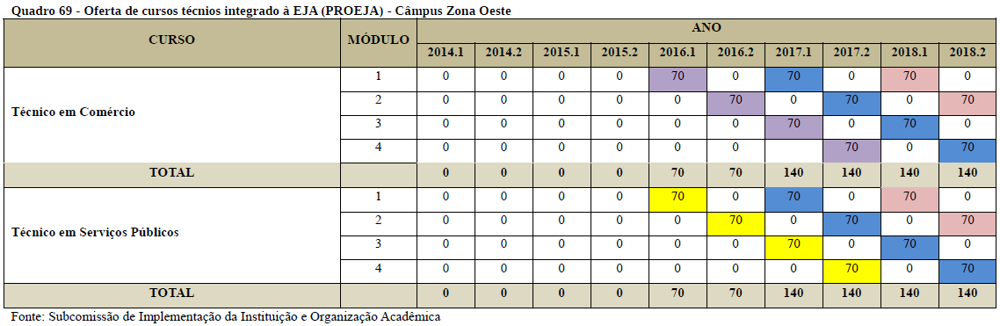 Quadro 69 - Oferta de cursos técnios integrado à EJA (PROEJA) - Câmpus Zona Oeste
CURSO MÓDULO ANO
2014.1 2014.2 2015.1 2015.2 2016.1 2016.2 2017.1 2017.2 2018.1 2018.2
Técnico em Comércio
1 0 0 0 0 70 0 70 0 70 0
2 0 0 0 0 0 70 0 70 0 70
3 0 0 0 0 0 0 70 0 70 0
4 0 0 0 0 0 0 70 0 70
TOTAL 0 0 0 0 70 70 140 140 140 140
Técnico em Serviços Públicos
1 0 0 0 0 70 0 70 0 70 0
2 0 0 0 0 0 70 0 70 0 70
3 0 0 0 0 0 0 70 0 70 0
4 0 0 0 0 0 0 0 70 0 70
TOTAL 0 0 0 0 70 70 140 140 140 140
Fonte: Subcomissão de Implementação da Instituição e Organização Acadêmica